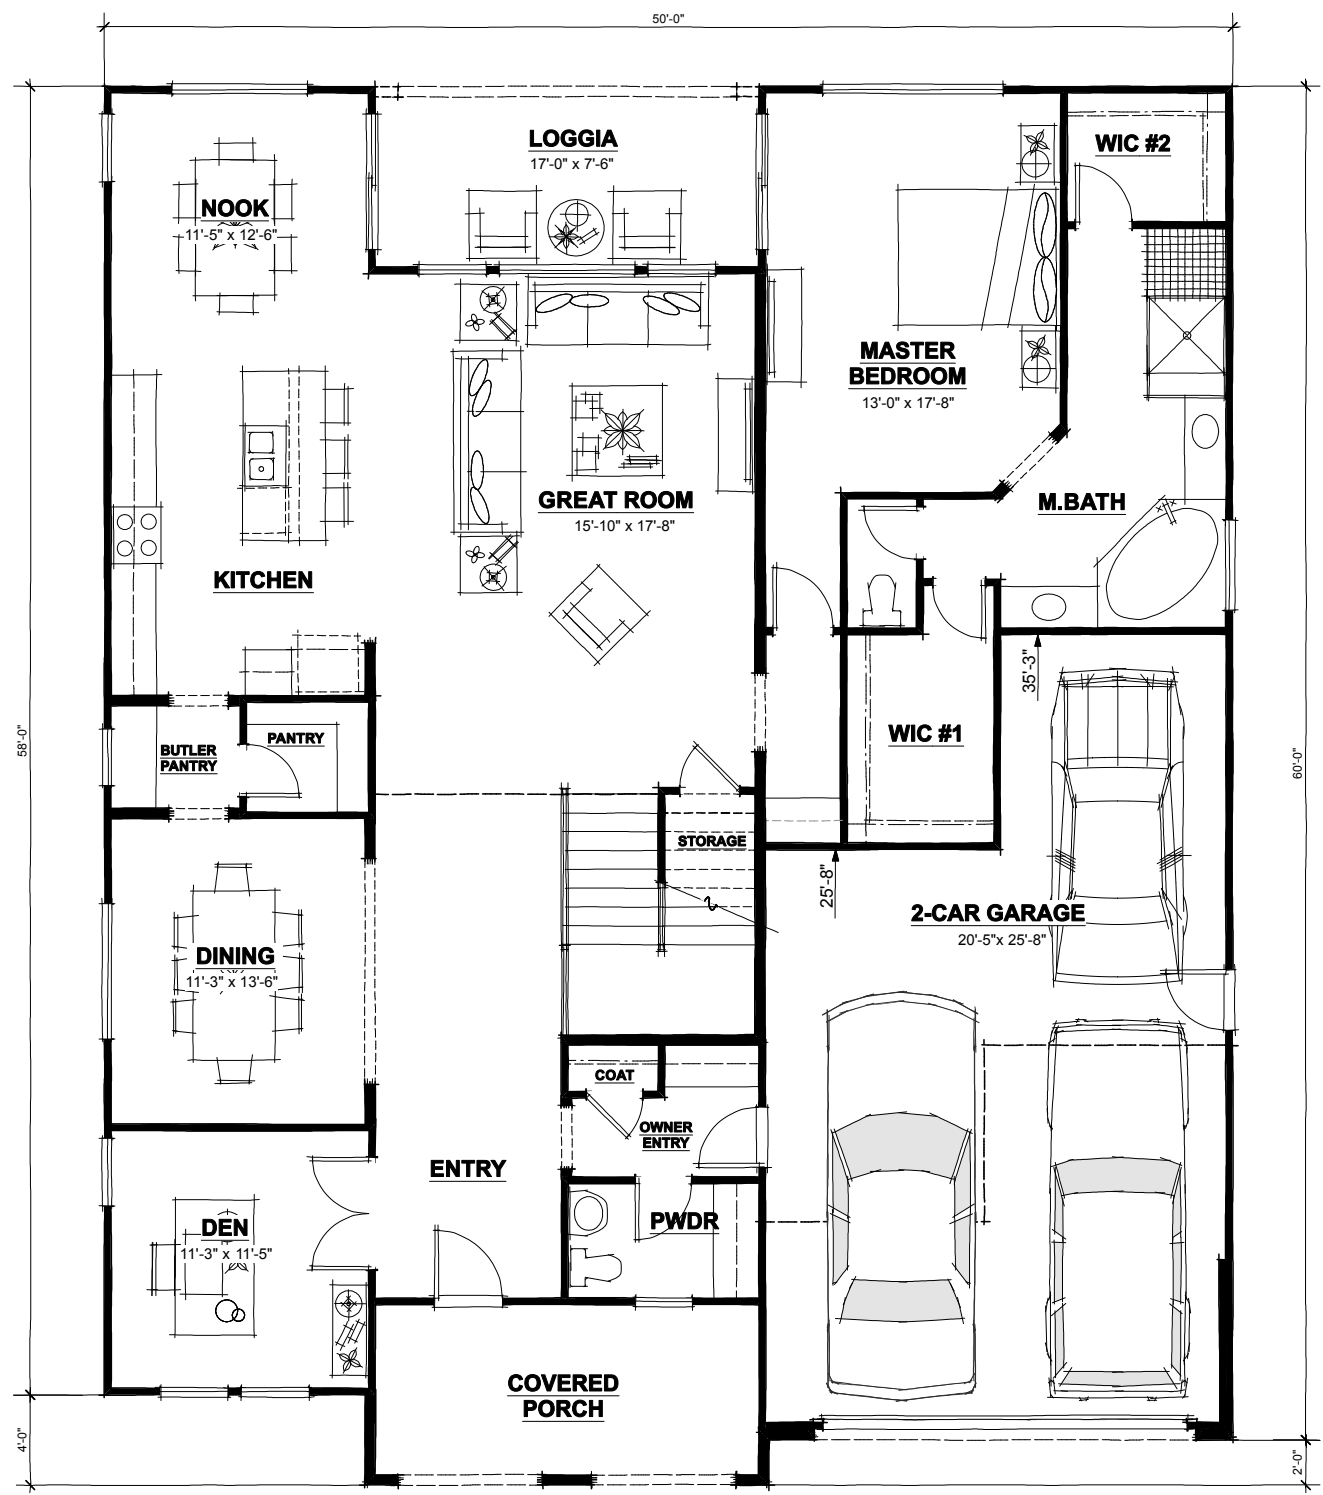 50'-0"
LOGGIA
17'-0" x 7'-6"
WIC #2
NOOK
11'-5" x 12'-6"
MASTER
BEDROOM
13'-0" x 17'-8"
GREAT ROOM
15'-10" x 17'-8"
M.BATH
KITCHEN
35'-3"
58'-0"
60'-0"
BUTLER
PANTRY
PANTRY
WIC #1
STORAGE
25'-8"
2-CAR GARAGE
20'-5"x 25'-8"
DINING
11'-3" x 13'-6"
COAT
OWNER
ENTRY
ENTRY
DEN
11'-3" x 11'-5"
PWDR
COVERED
PORCH
4'-0"
2'-0"